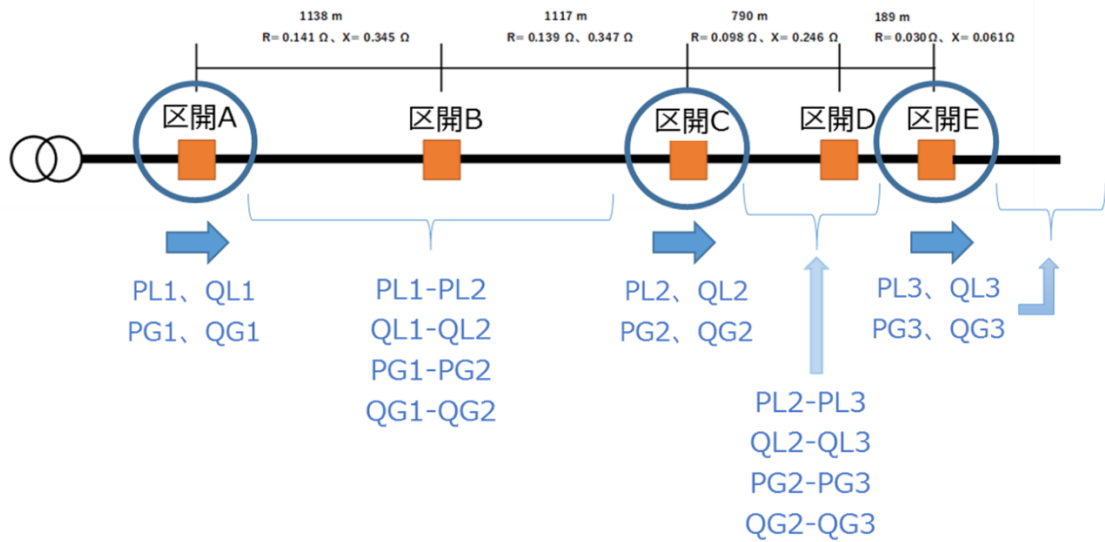 1138 m
R= 0.141 Ω、X= 0.345 Ω
1117 m
R= 0.139 Ω、0.347 Ω
790 m
R= 0.098 Ω、X= 0.246 Ω
189 m
R= 0.030 Ω、X= 0.061Ω
区開A
区開B
区開C
区開D
区開E
PL1、QL1
PG1、QG1
PL1-PL2
QL1-QL2
PG1-PG2
QG1-QG2
PL2、QL2
PG2、QG2
PL2-PL3
QL2-QL3
PG2-PG3
QG2-QG3
PL3、QL3
PG3、QG3